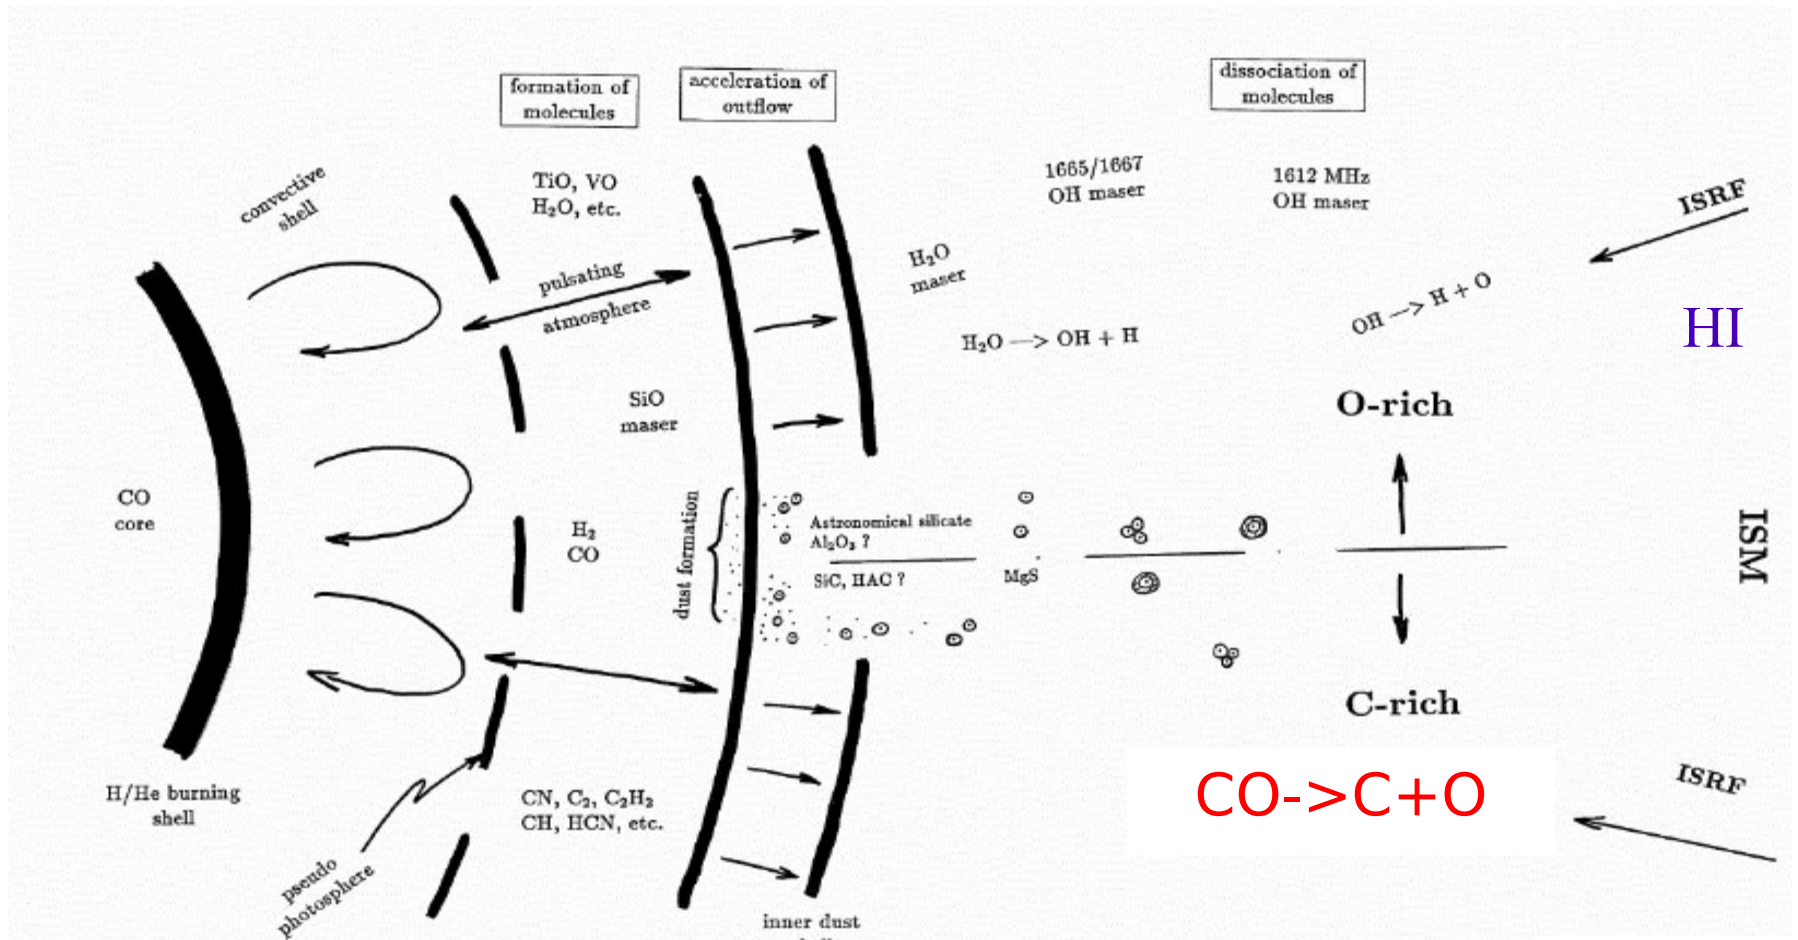 formation of
molecules
acceleration of
outflow
dissociation of
molecules
convective
shell
TiO, VO
H₂O, etc.
1665/1667
OH maser
1612 MHz
OH maser
ISRF
pulsating
atmosphere
H₂O
maser
OH —> H + O
HI
H₂O —> OH + H
SiO
maser
O-rich
CO
core
H₂
CO
dust formation
Astronomical silicate
Al₂O₃ ?
SiC, HAC ?
MgS
ISM
C-rich
H/He burning
shell
CN, C₂, C₂H₂
CH, HCN, etc.
CO->C+O
ISRF
pseudo
photosphere
inner dust